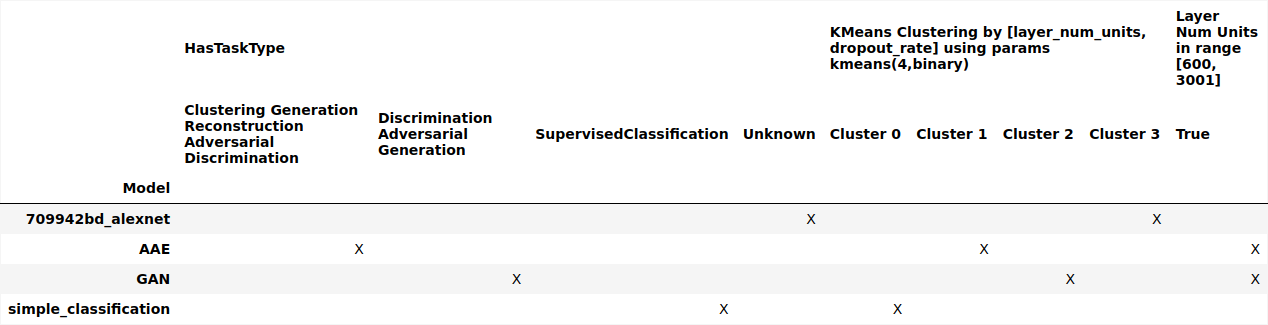 HasTaskType
KMeans Clustering by [layer_num_units,
dropout_rate] using params
kmeans(4,binary)
Layer
Num Units
in range
[600,
3001]
Clustering Generation
Reconstruction
Adversarial
Discrimination
Discrimination
Adversarial
Generation
SupervisedClassification
Unknown
Cluster 0
Cluster 1
Cluster 2
Cluster 3
True
Model
709942bd_alexnet X X
AAE X X X
GAN X X X
simple_classification X X